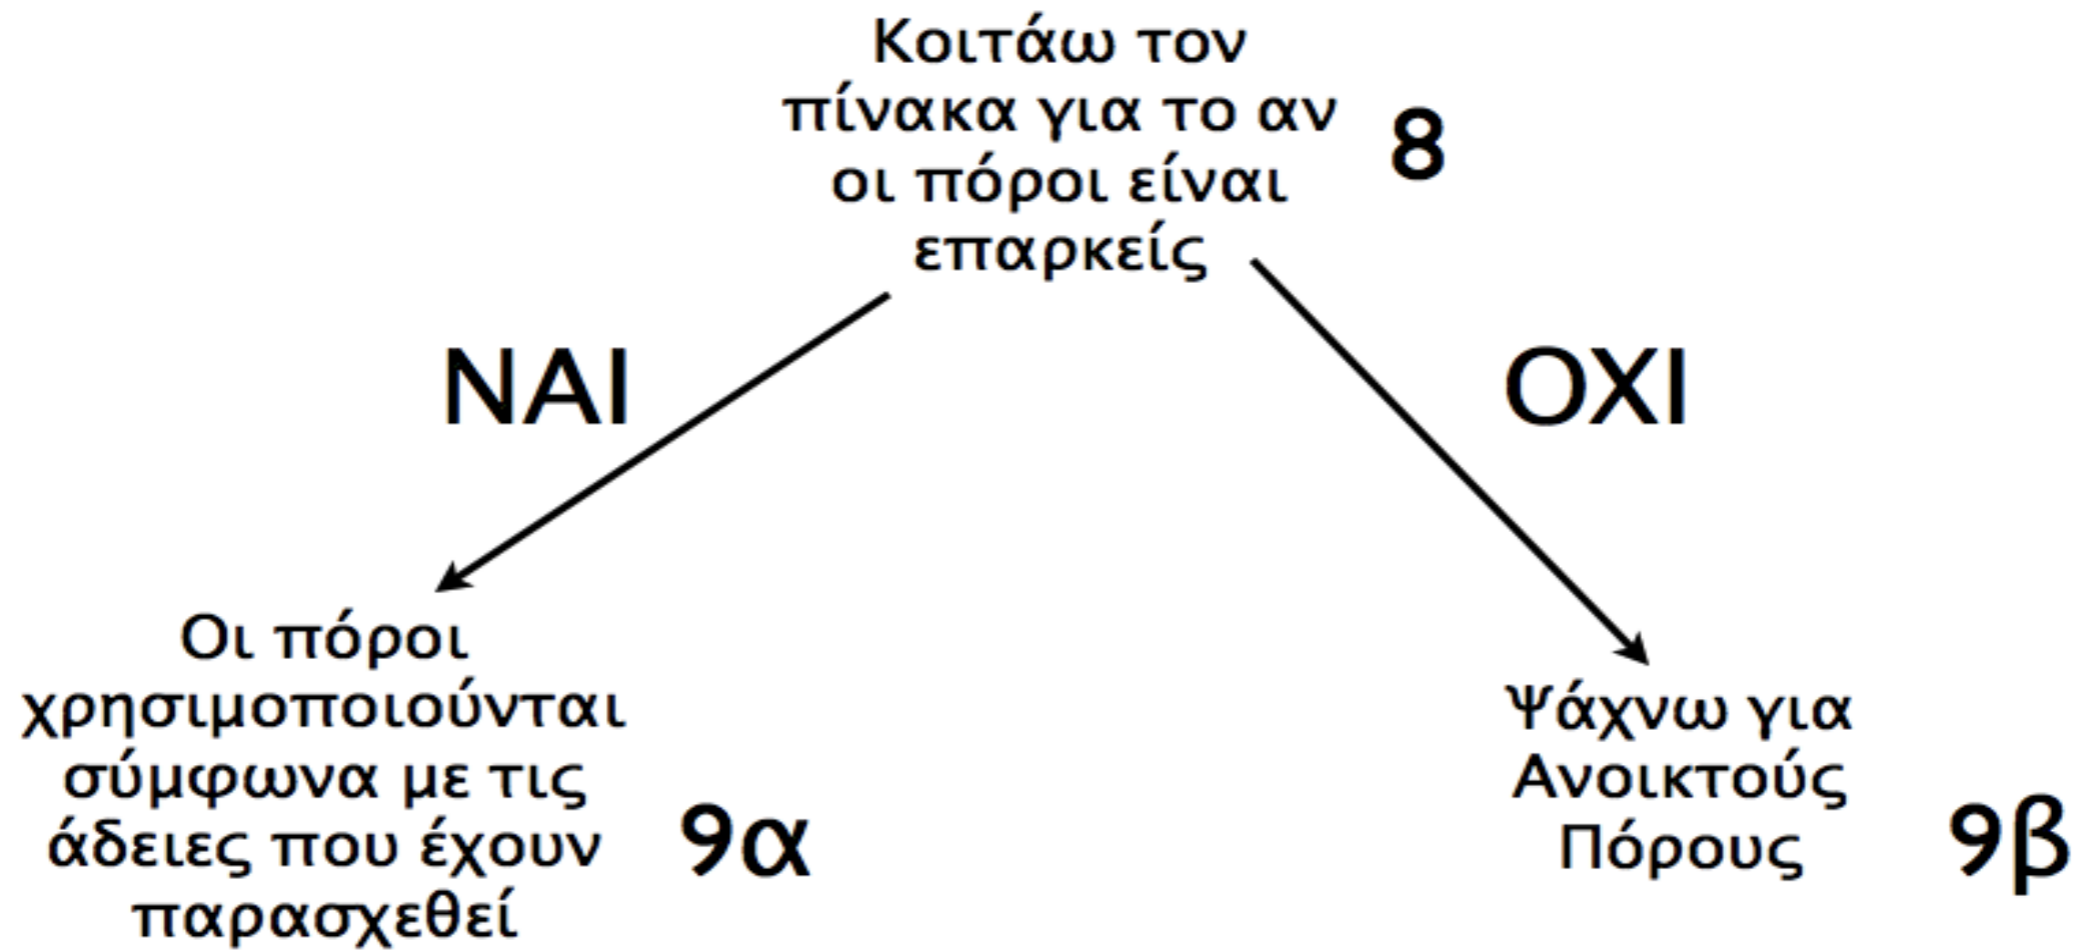 Κοιτάω τον
πίνακα για το αν
οι πόροι είναι
επαρκείς
8
ΝΑΙ
ΟΧΙ
Οι πόροι
χρησιμοποιούνται
σύμφωνα με τις
άδειες που έχουν
παρασχεθεί
9α
Ψάχνω για
Ανοικτούς
Πόρους
9β